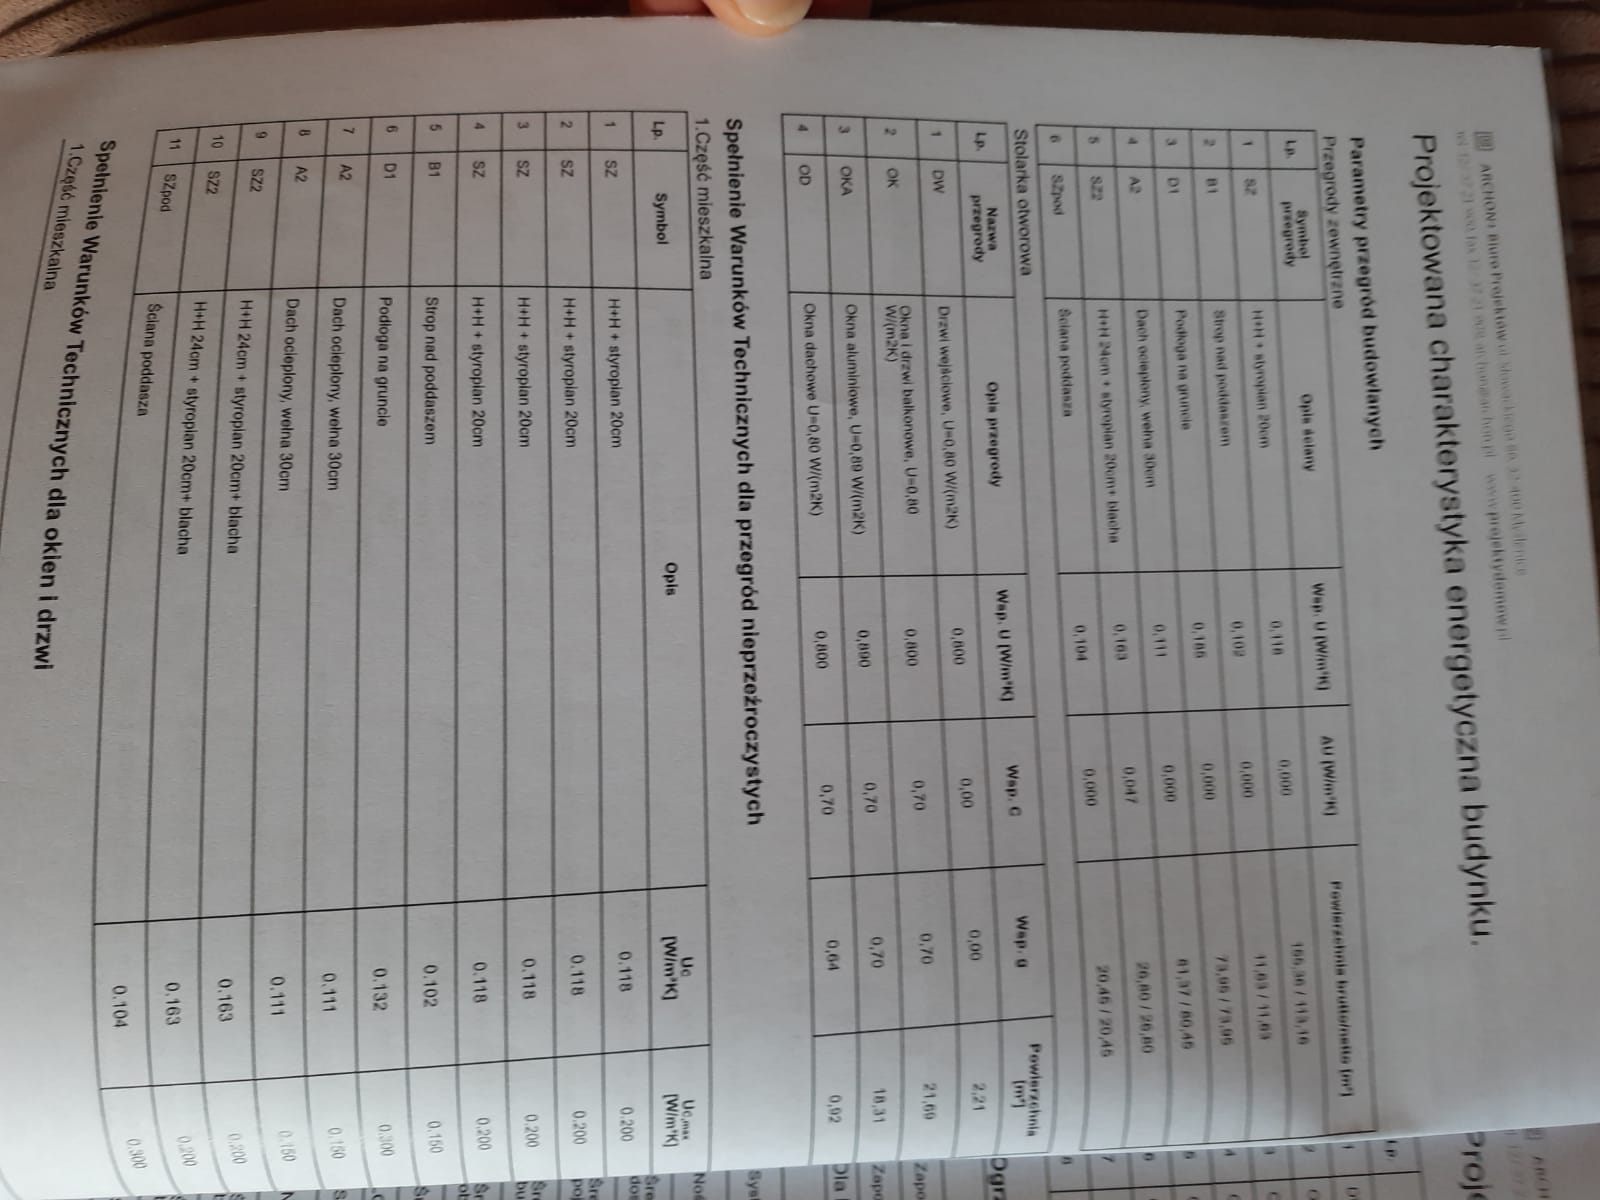 ARCHON+ Biuro Projektów ul. Słowackiego 86, 32-400 Myślenice
www.projektydomow.pl
Projektowana charakterystyka energetyczna budynku.
Parametry przegród budowlanych
Przegrody zewnętrzne
Lp. Symbol przegrody Opis ściany Wsp. U [W/m²K] ΔU [W/m²K] Powierzchnia brutto/netto [m²]
1 SZ H+H + styropian 20cm 0,118 0,000 166,36 / 113,16
2 B1 Strop nad poddaszem 0,102 0,000 11,63 / 11,63
3 D1 Podłoga na gruncie 0,186 0,000 73,95 / 73,95
4 A2 Dach ocieplony, wełna 30cm 0,111 0,000 81,37 / 80,45
5 SZ2 H+H 24cm + styropian 20cm+ blacha 0,163 0,047 26,80 / 26,80
6 SZpod Ściana poddasza 0,104 0,000 20,45 / 20,45
Stolarka otworowa
Lp. Nazwa przegrody Opis przegrody Wsp. U [W/m²K] Wsp. C Wsp. g Powierzchnia [m²]
1 DW Drzwi wejściowe, U=0,80 W/(m2K) 0,800 0,00 0,00 2,21
2 OK Okna i drzwi balkonowe, U=0,80 W/(m2K) 0,800 0,70 0,70 21,69
3 OKA Okna aluminiowe, U=0,89 W/(m2K) 0,890 0,70 0,70 18,31
4 OD Okna dachowe U=0,80 W/(m2K) 0,800 0,70 0,64 0,92
Spełnienie Warunków Technicznych dla przegród nieprzeźroczystych
1.Część mieszkalna
Lp. Symbol Opis Uc [W/m²K] Uc,max [W/m²K]
1 SZ H+H + styropian 20cm 0.118 0.200
2 SZ H+H + styropian 20cm 0.118 0.200
3 SZ H+H + styropian 20cm 0.118 0.200
4 SZ H+H + styropian 20cm 0.118 0.200
5 B1 Strop nad poddaszem 0.102 0.150
6 D1 Podłoga na gruncie 0.132 0.300
7 A2 Dach ocieplony, wełna 30cm 0.111 0.150
8 A2 Dach ocieplony, wełna 30cm 0.111 0.150
9 SZ2 H+H 24cm + styropian 20cm+ blacha 0.163 0.200
10 SZ2 H+H 24cm + styropian 20cm+ blacha 0.163 0.200
11 SZpod Ściana poddasza 0.104 0.300
Spełnienie Warunków Technicznych dla okien i drzwi
1.Część mieszkalna